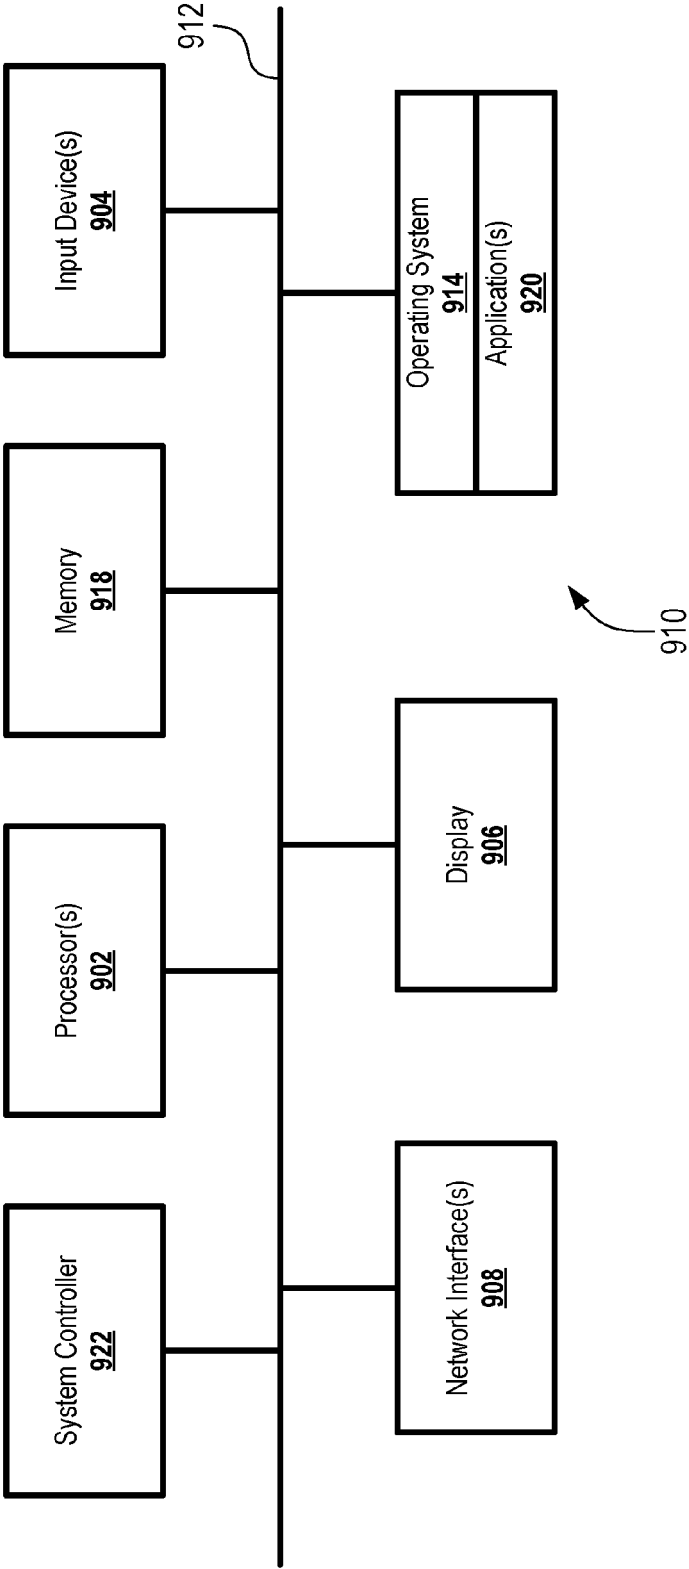 System Controller
922
Processor(s)
902
Memory
918
Input Device(s)
904
912
Network Interface(s)
908
Display
906
Operating System
914
Application(s)
920
910